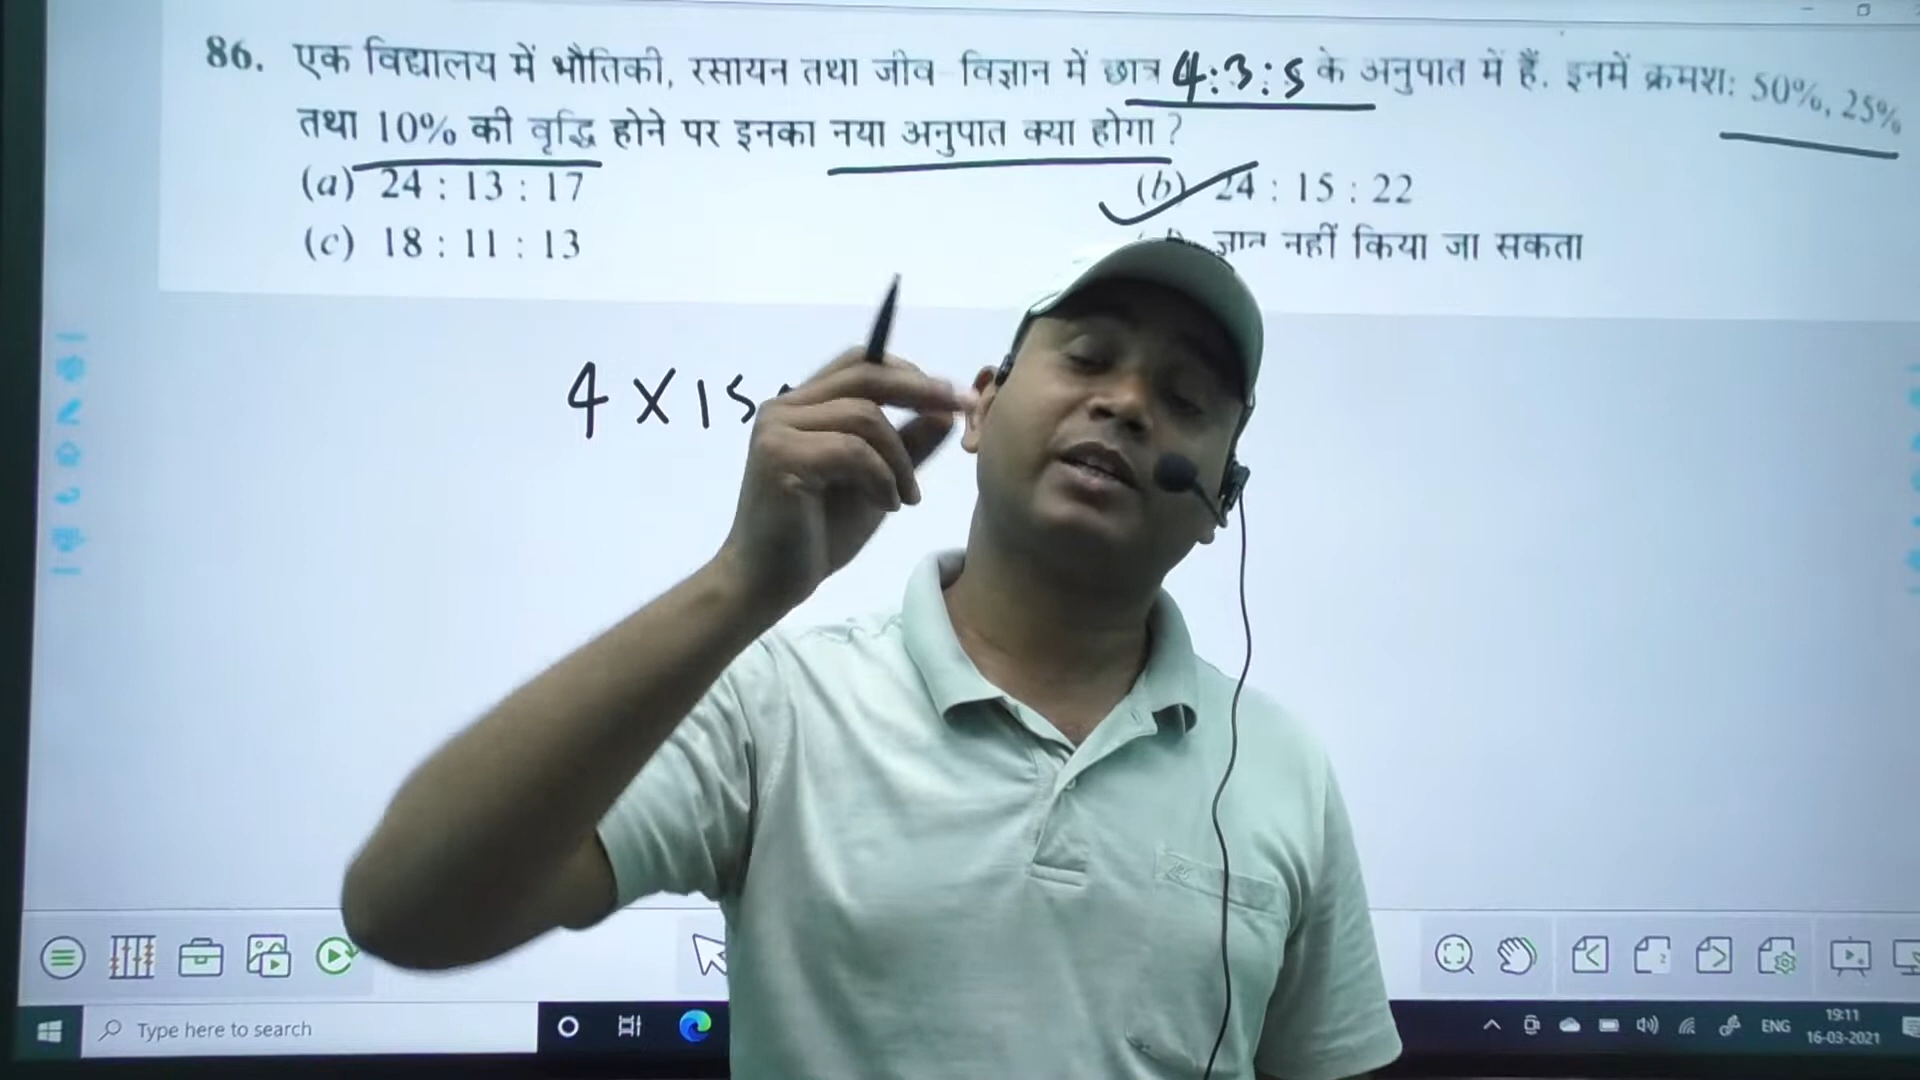 86. एक विद्यालय में भौतिकी, रसायन तथा जीव विज्ञान में छात्र 4:3:5 के अनुपात में हैं. इनमें क्रमश: 50%, 25%
तथा 10% की वृद्धि होने पर इनका नया अनुपात क्या होगा ?
(a) 24 : 13 : 17 (b) 24 : 15 : 22
(c) 18 : 11 : 13 ज्ञात नहीं किया जा सकता
4 X 15
Type here to search
ENG
19:11
16-03-2021